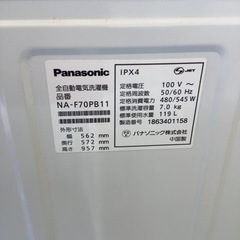 Panasonic
IPX4
JET
全自動電気洗濯機
品番
NA-F70PB11
外形寸法
幅 562 mm
奥行 572 mm
高さ 957 mm
定格電圧 100 V～
定格周波数 50/60 Hz
定格消費電力 480/545 W
標準洗濯容量 7.0 kg
標準使用水量 119 L
製造番号 1863401158
パナソニック株式会社
中国製